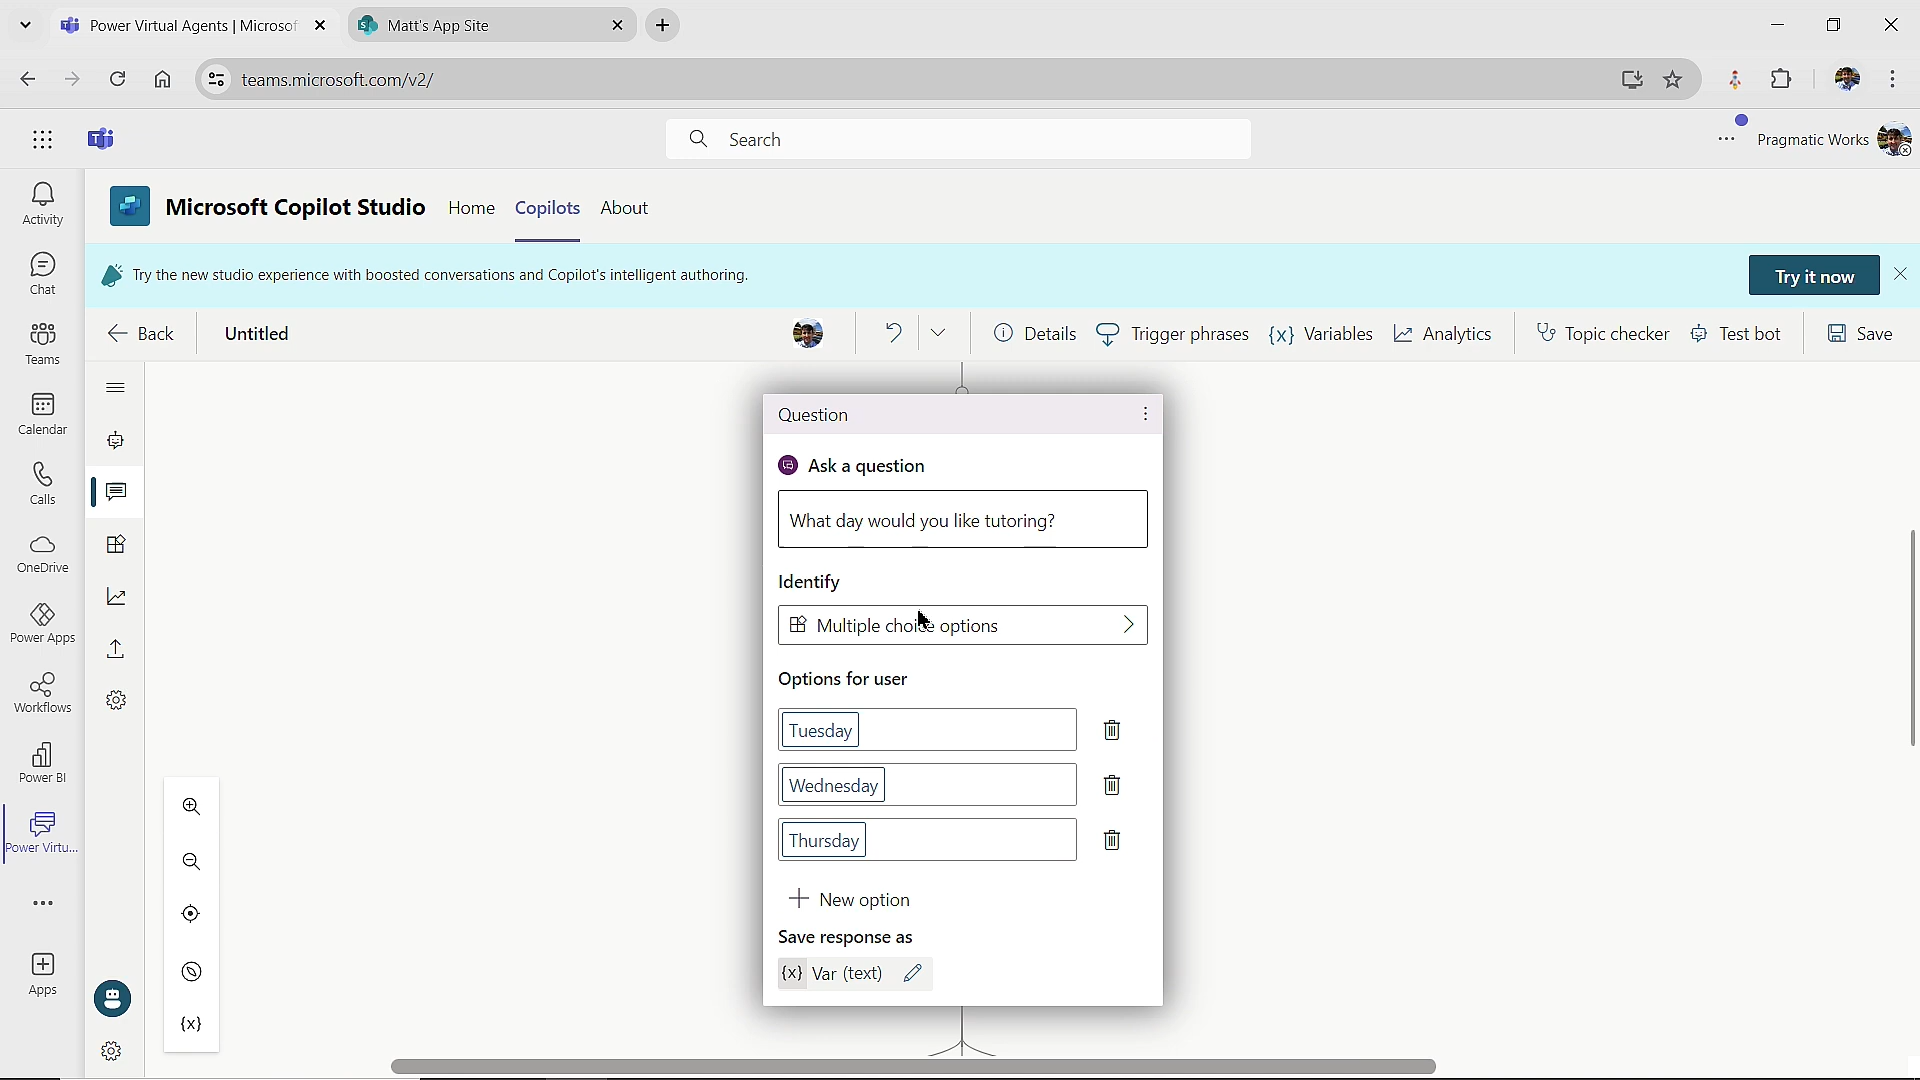 Power Virtual Agents | Microsof
Matt's App Site
teams.microsoft.com/v2/
Search
Pragmatic Works
Activity
Chat
Teams
Calendar
Calls
OneDrive
Power Apps
Workflows
Power BI
Power Virtu...
Apps
Microsoft Copilot Studio
Home
Copilots
About
Try the new studio experience with boosted conversations and Copilot's intelligent authoring.
Try it now
Back
Untitled
Details
Trigger phrases
{x} Variables
Analytics
Topic checker
Test bot
Save
Question
Ask a question
What day would you like tutoring?
Identify
Multiple choice options
Options for user
Tuesday
Wednesday
Thursday
New option
Save response as
{x} Var (text)
{x}